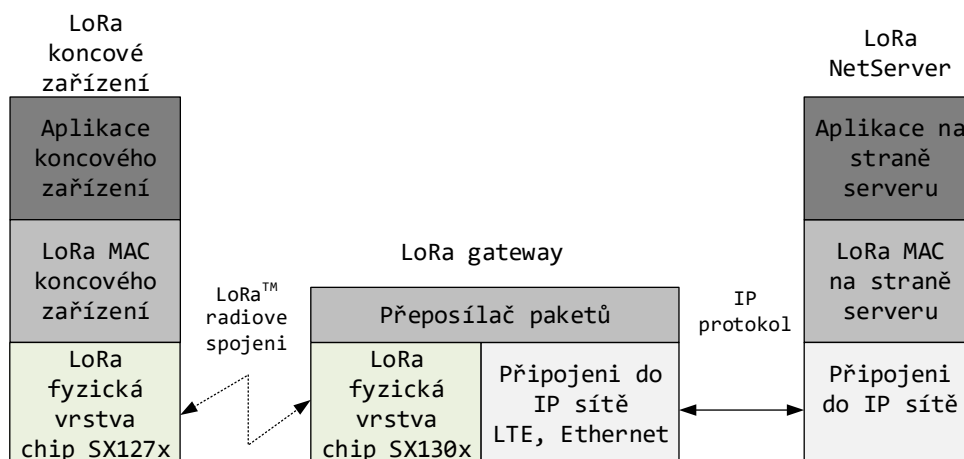 LoRa
koncové
zařízení
Aplikace
koncového
zařízení
LoRa MAC
koncového
zařízení
LoRa
fyzická
vrstva
chip SX127x
LoRa™
radiove
spojeni
LoRa gateway
Přeposílač paketů
LoRa
fyzická
vrstva
chip SX130x
Připojeni do
IP sítě
LTE, Ethernet
IP
protokol
LoRa
NetServer
Aplikace na
straně
serveru
LoRa MAC
na straně
serveru
Připojeni
do IP sítě